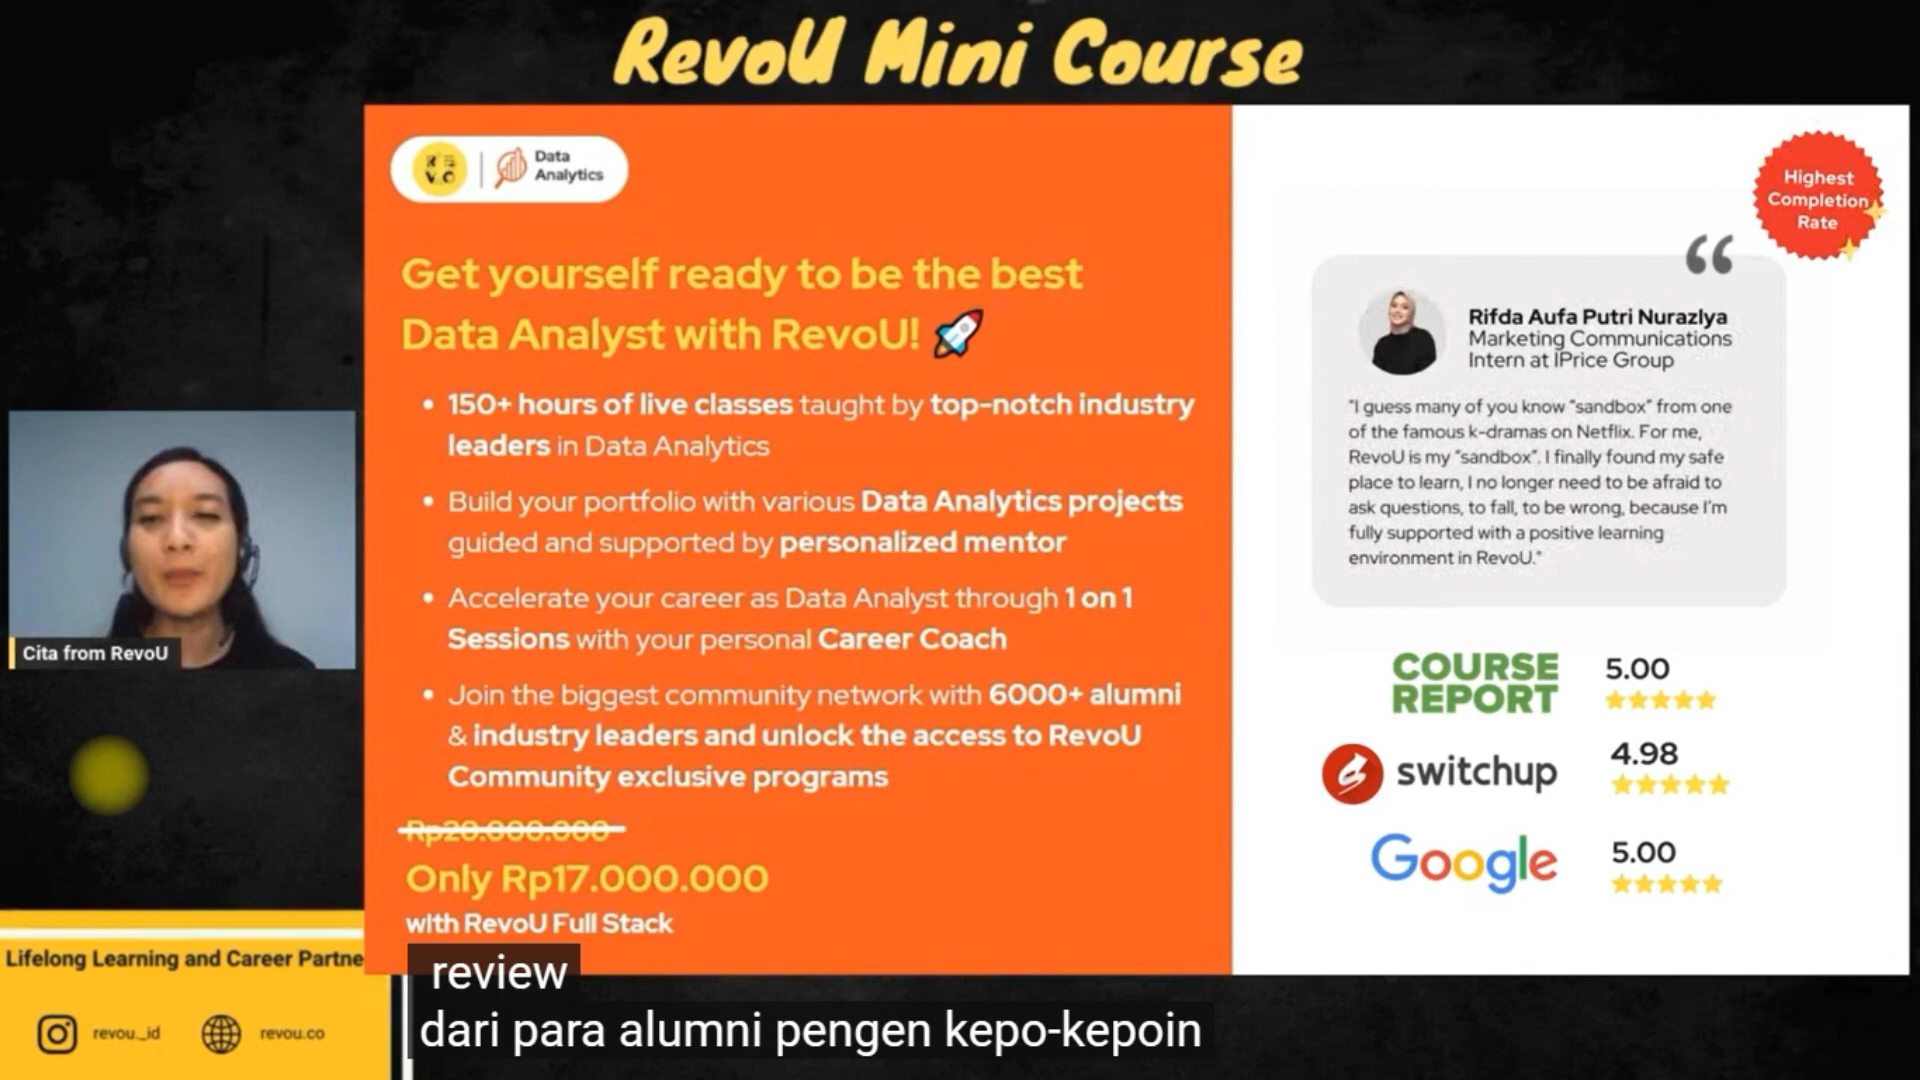 RevoU Mini Course
REVO
Data
Analytics
Get yourself ready to be the best
Data Analyst with RevoU!
• 150+ hours of live classes taught by top-notch industry
leaders in Data Analytics
• Build your portfolio with various Data Analytics projects
guided and supported by personalized mentor
• Accelerate your career as Data Analyst through 1 on 1
Sessions with your personal Career Coach
• Join the biggest community network with 6000+ alumni
& industry leaders and unlock the access to RevoU
Community exclusive programs
Rp20.000.000
Only Rp17.000.000
with RevoU Full Stack
Highest
Completion
Rate
“
Rifda Aufa Putri Nurazlya
Marketing Communications
Intern at IPrice Group
"I guess many of you know "sandbox" from one
of the famous k-dramas on Netflix. For me,
RevoU is my "sandbox". I finally found my safe
place to learn, I no longer need to be afraid to
ask questions, to fall, to be wrong, because I'm
fully supported with a positive learning
environment in RevoU."
COURSE
REPORT
5.00
switchup
4.98
Google
5.00
Cita from RevoU
Lifelong Learning and Career Partne
revou_id
revou.co
review
dari para alumni pengen kepo-kepoin